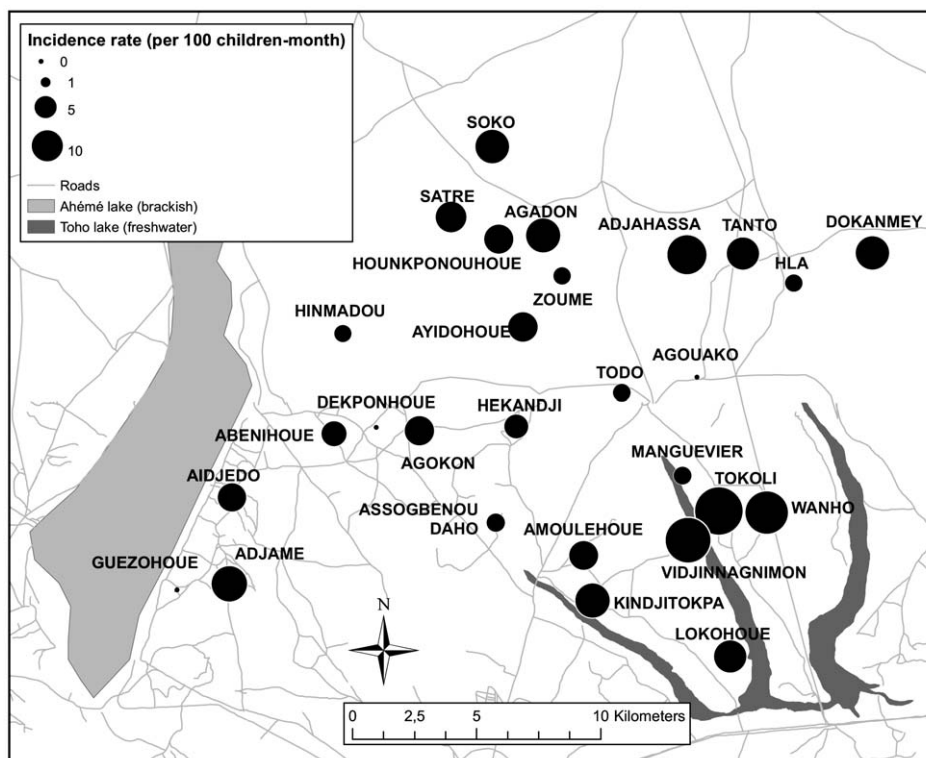 Incidence rate (per 100 children-month)
0
1
5
10
Roads
Ahémé lake (brackish)
Toho lake (freshwater)
SOKO
SATRE
AGADON
ADJAHASSA
TANTO
DOKANMEY
HOUNKPONOUHOUE
HLA
ZOUME
HINMADOU
AYIDOHOUE
AGOUAKO
TODO
DEKPONHOUE
HEKANDJI
ABENIHOUE
AGOKON
MANGUEVIER
AIDJEDO
TOKOLI
ASSOGBENOU
DAHO
WANHO
AMOULEHOUE
GUEZOHOUE
ADJAME
VIDJINNAGNIMON
KINDJITOKPA
N
LOKOHOUE
0 2,5 5 10 Kilometers